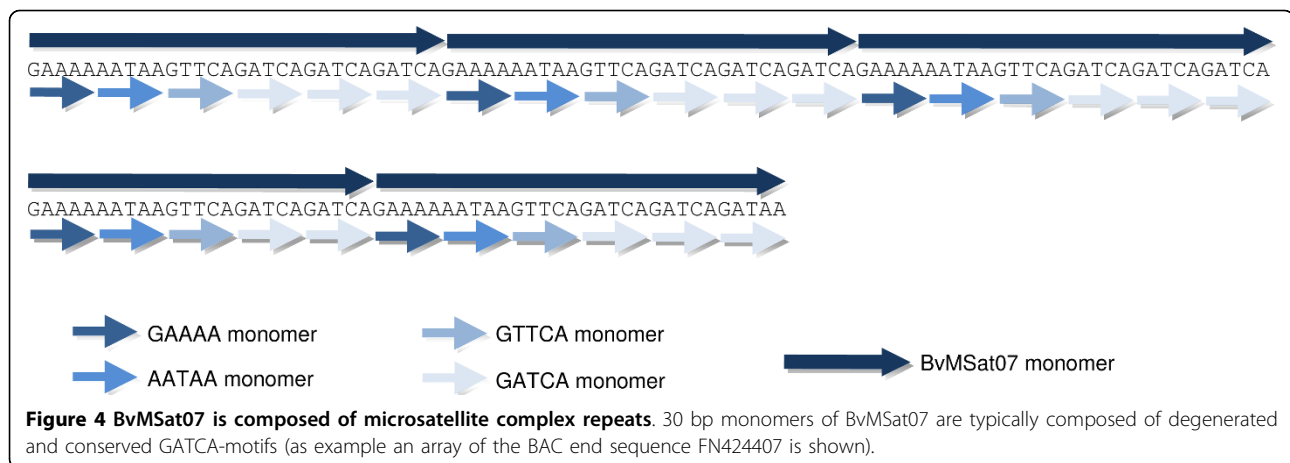 GAAAAAATAAGTTCAGATCAGATCAGATCAGAAAAAATAAGTTCAGATCAGATCAGATCAGAAAAAATAAGTTCAGATCAGATCAGATCA
GAAAAAATAAGTTCAGATCAGATCAGAAAAAATAAGTTCAGATCAGATCAGATAA
GAAAA monomer
GTTCA monomer
BvMSat07 monomer
AATAA monomer
GATCA monomer
Figure 4 BvMSat07 is composed of microsatellite complex repeats. 30 bp monomers of BvMSat07 are typically composed of degenerated
and conserved GATCA-motifs (as example an array of the BAC end sequence FN424407 is shown).